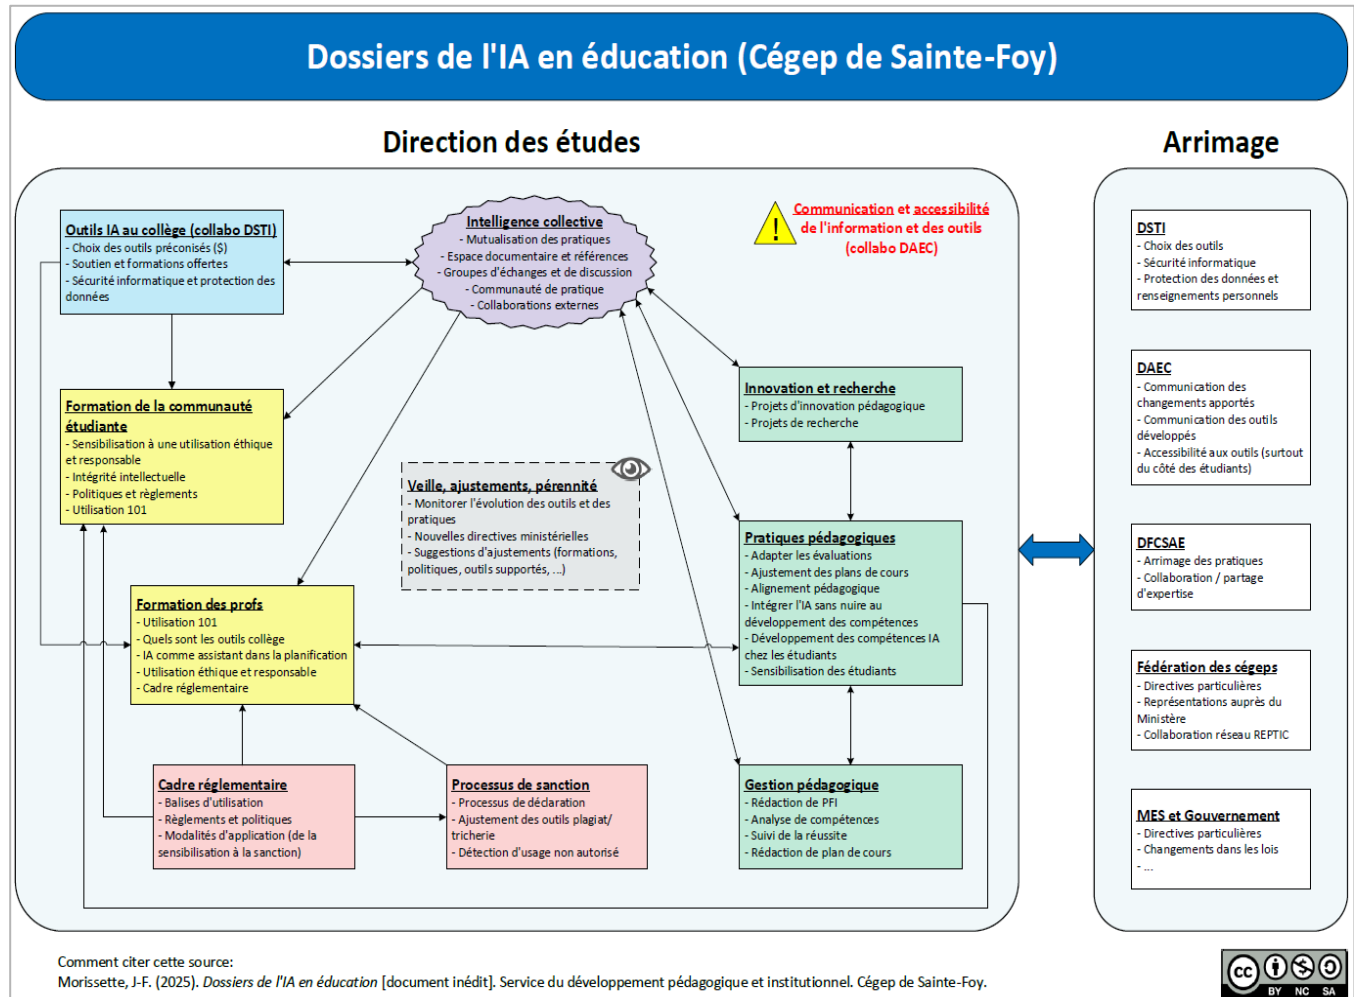 Dossiers de l'IA en éducation (Cégep de Sainte-Foy)
Direction des études
Arrimage
Outils IA au collège (collabo DSTI)
- Choix des outils préconisés ($)
- Soutien et formations offertes
- Sécurité informatique et protection des
données
Intelligence collective
- Mutualisation des pratiques
- Espace documentaire et références
- Groupes d'échanges et de discussion
- Communauté de pratique
- Collaborations externes
!
Communication et accessibilité
de l'information et des outils
(collabo DAEC)
Formation de la communauté
étudiante
- Sensibilisation à une utilisation éthique
et responsable
- Intégrité intellectuelle
- Politiques et règlements
- Utilisation 101
Innovation et recherche
- Projets d'innovation pédagogique
- Projets de recherche
Veille, ajustements, pérennité
- Monitorer l'évolution des outils et des
pratiques
- Nouvelles directives ministérielles
- Suggestions d'ajustements (formations,
politiques, outils supportés, ...)
Pratiques pédagogiques
- Adapter les évaluations
- Ajustement des plans de cours
- Alignement pédagogique
- Intégrer l'IA sans nuire au
développement des compétences
- Développement des compétences IA
chez les étudiants
- Sensibilisation des étudiants
Formation des profs
- Utilisation 101
- Quels sont les outils collège
- IA comme assistant dans la planification
- Utilisation éthique et responsable
- Cadre réglementaire
Cadre réglementaire
- Balises d'utilisation
- Règlements et politiques
- Modalités d'application (de la
sensibilisation à la sanction)
Processus de sanction
- Processus de déclaration
- Ajustement des outils plagiat/
tricherie
- Détection d'usage non autorisé
Gestion pédagogique
- Rédaction de PFI
- Analyse de compétences
- Suivi de la réussite
- Rédaction de plan de cours
DSTI
- Choix des outils
- Sécurité informatique
- Protection des données et
renseignements personnels
DAEC
- Communication des
changements apportés
- Communication des outils
développés
- Accessibilité aux outils (surtout
du côté des étudiants)
DFCSAE
- Arrimage des pratiques
- Collaboration / partage
d'expertise
Fédération des cégeps
- Directives particulières
- Représentations auprès du
Ministère
- Collaboration réseau REPTIC
MES et Gouvernement
- Directives particulières
- Changements dans les lois
- ...
Comment citer cette source:
Morissette, J-F. (2025). Dossiers de l'IA en éducation [document inédit]. Service du développement pédagogique et institutionnel. Cégep de Sainte-Foy.
cc
BY NC SA